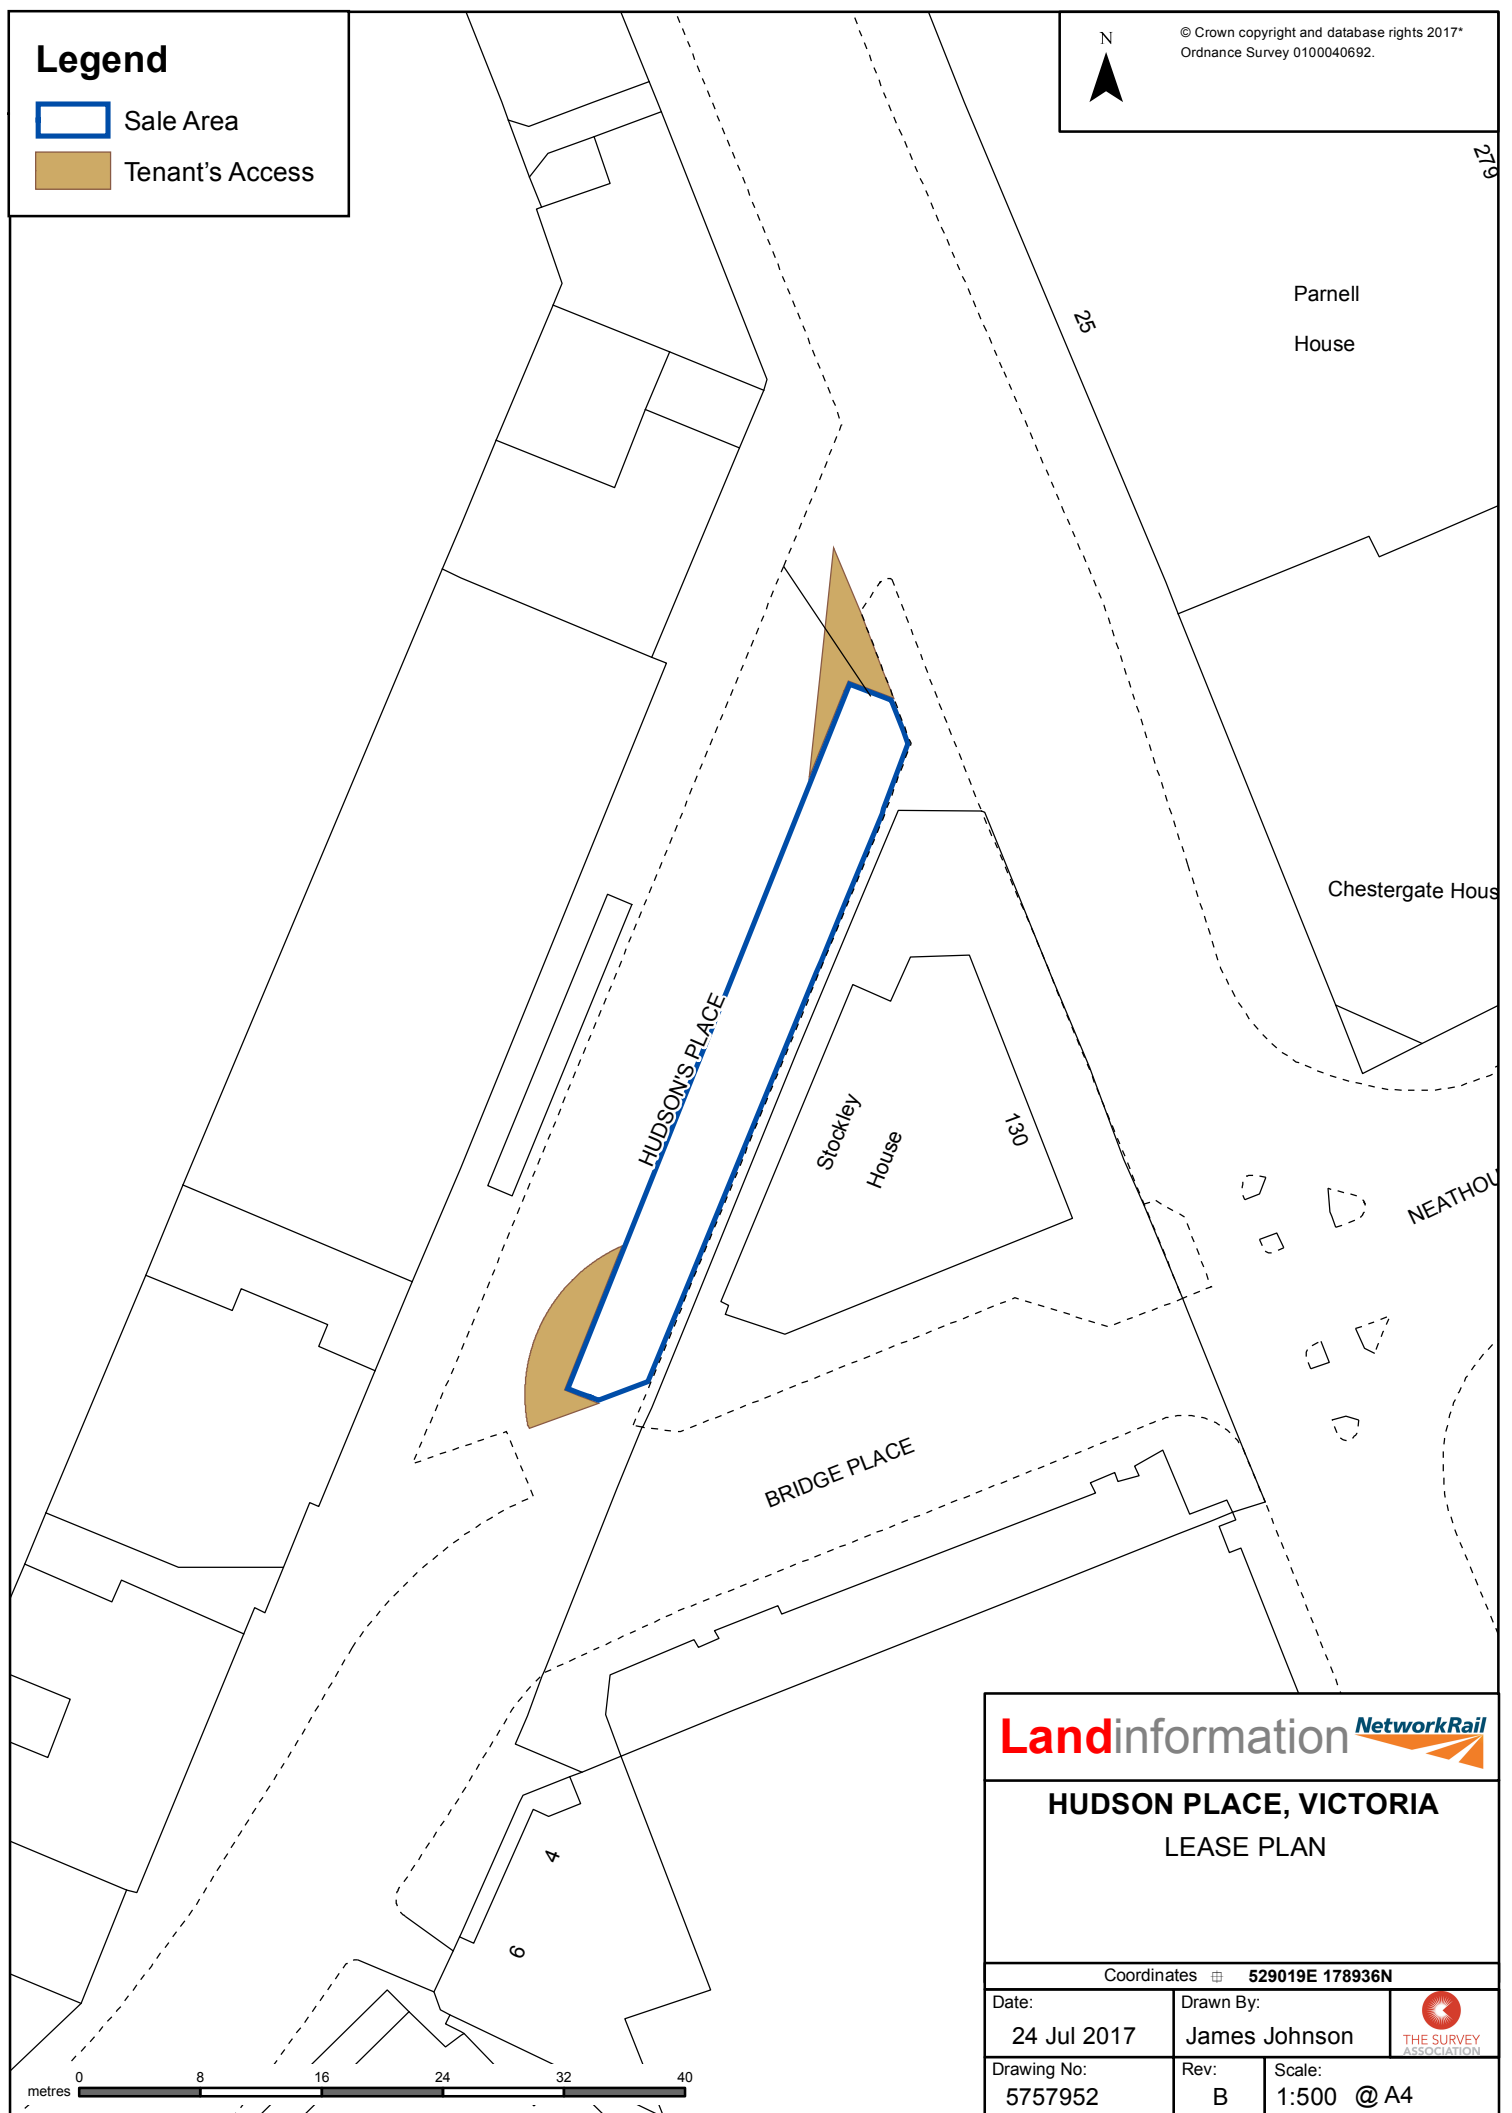 Legend
Sale Area
Tenant's Access
N
© Crown copyright and database rights 2017*
Ordnance Survey 0100040692.
279
Parnell
House
25
Chestergate Hous
HUDSON'S PLACE
Stockley
House
130
NEATHOU
BRIDGE PLACE
4
6
metres
0 8 16 24 32 40
Landinformation NetworkRail
HUDSON PLACE, VICTORIA
LEASE PLAN
Coordinates 529019E 178936N
Date:
24 Jul 2017
Drawn By:
James Johnson
THE SURVEY
ASSOCIATION
Drawing No:
5757952
Rev:
B
Scale:
1:500 @ A4